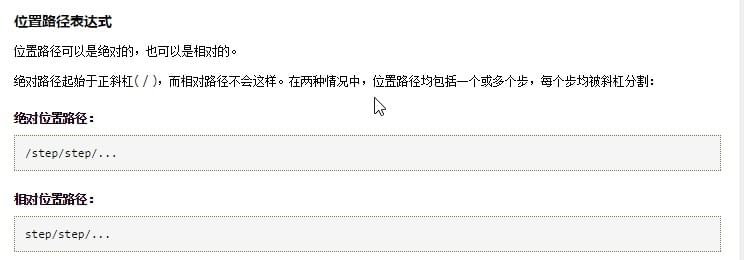 位置路径表达式
位置路径可以是绝对的，也可以是相对的。
绝对路径起始于正斜杠( / )，而相对路径不会这样。在两种情况中，位置路径均包括一个或多个步，每个步均被斜杠分割：
绝对位置路径：
/step/step/...
相对位置路径：
step/step/...